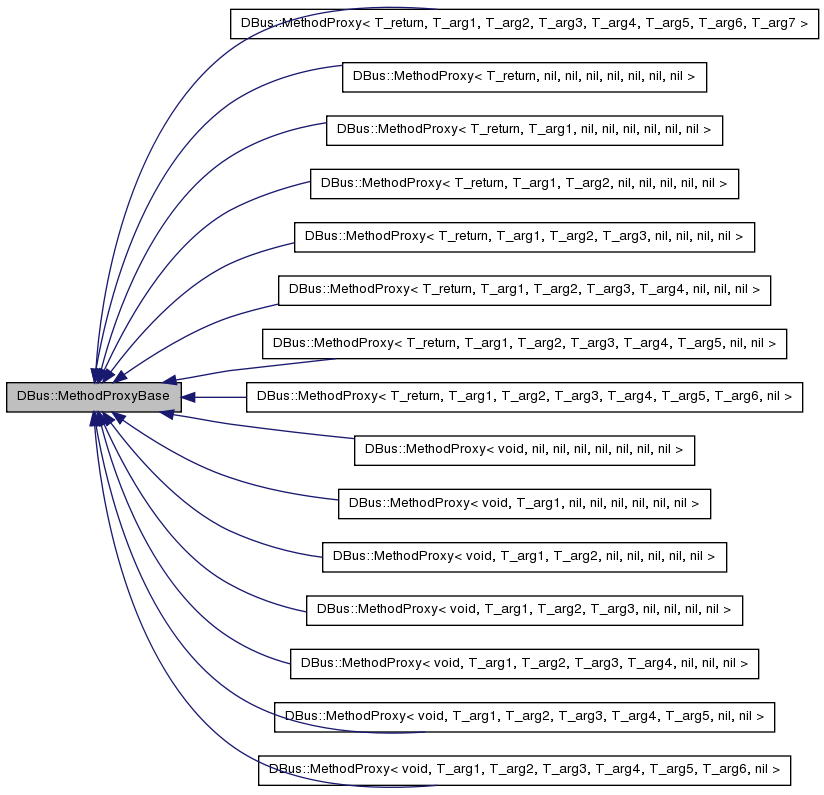 DBus::MethodProxy< T_return, T_arg1, T_arg2, T_arg3, T_arg4, T_arg5, T_arg6, T_arg7 >
DBus::MethodProxy< T_return, nil, nil, nil, nil, nil, nil, nil >
DBus::MethodProxy< T_return, T_arg1, nil, nil, nil, nil, nil, nil >
DBus::MethodProxy< T_return, T_arg1, T_arg2, nil, nil, nil, nil, nil >
DBus::MethodProxy< T_return, T_arg1, T_arg2, T_arg3, nil, nil, nil, nil >
DBus::MethodProxy< T_return, T_arg1, T_arg2, T_arg3, T_arg4, nil, nil, nil >
DBus::MethodProxy< T_return, T_arg1, T_arg2, T_arg3, T_arg4, T_arg5, nil, nil >
DBus::MethodProxyBase
DBus::MethodProxy< T_return, T_arg1, T_arg2, T_arg3, T_arg4, T_arg5, T_arg6, nil >
DBus::MethodProxy< void, nil, nil, nil, nil, nil, nil, nil >
DBus::MethodProxy< void, T_arg1, nil, nil, nil, nil, nil, nil >
DBus::MethodProxy< void, T_arg1, T_arg2, nil, nil, nil, nil, nil >
DBus::MethodProxy< void, T_arg1, T_arg2, T_arg3, nil, nil, nil, nil >
DBus::MethodProxy< void, T_arg1, T_arg2, T_arg3, T_arg4, nil, nil, nil >
DBus::MethodProxy< void, T_arg1, T_arg2, T_arg3, T_arg4, T_arg5, nil, nil >
DBus::MethodProxy< void, T_arg1, T_arg2, T_arg3, T_arg4, T_arg5, T_arg6, nil >